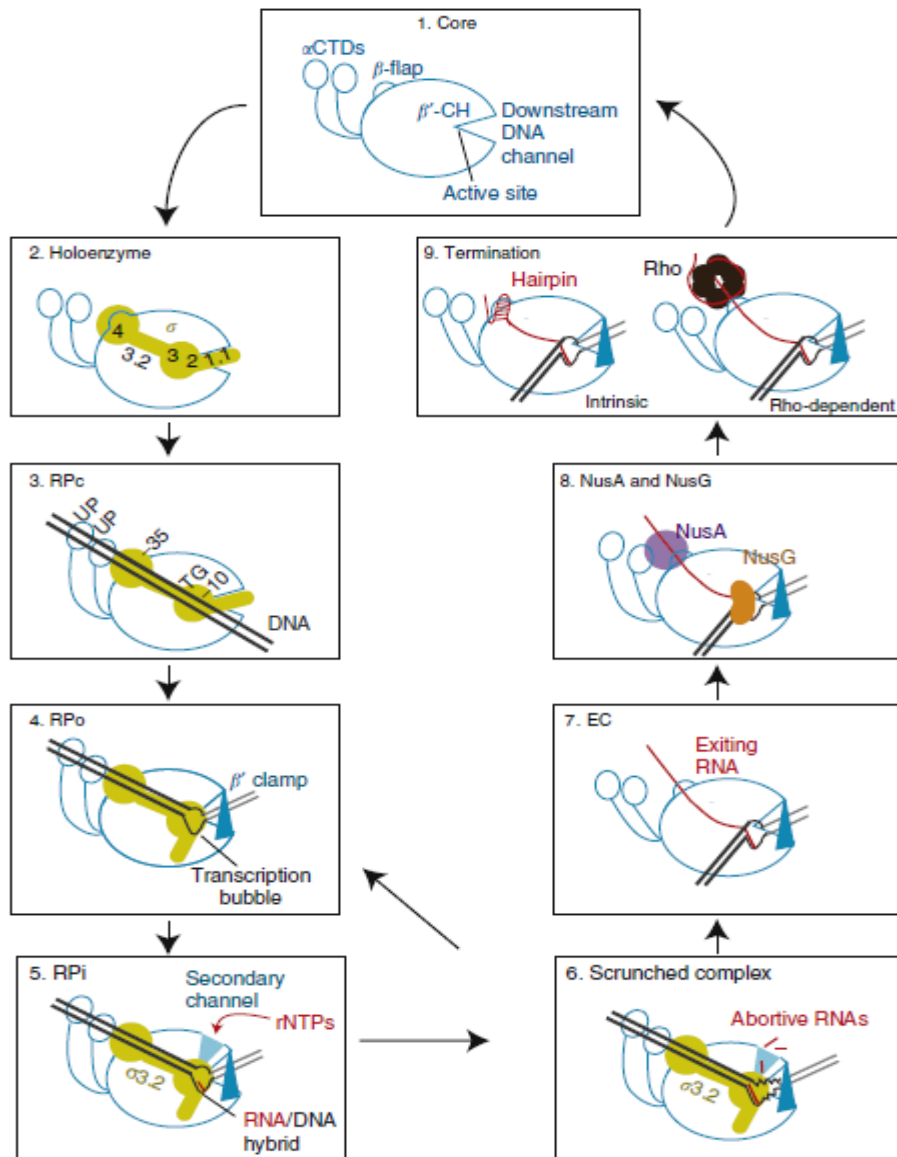 1. Core
αCTDs
β-flap
β′-CH
Downstream
DNA
channel
Active site
2. Holoenzyme
4
σ
3.2
3
2
1.1
3. RPc
UP
UP
–35
TG
–10
DNA
4. RPo
β′ clamp
Transcription
bubble
5. RPi
Secondary
channel
rNTPs
σ3.2
RNA/DNA
hybrid
6. Scrunched complex
Abortive RNAs
σ3.2
7. EC
Exiting
RNA
8. NusA and NusG
NusA
NusG
9. Termination
Hairpin
Rho
Intrinsic
Rho-dependent